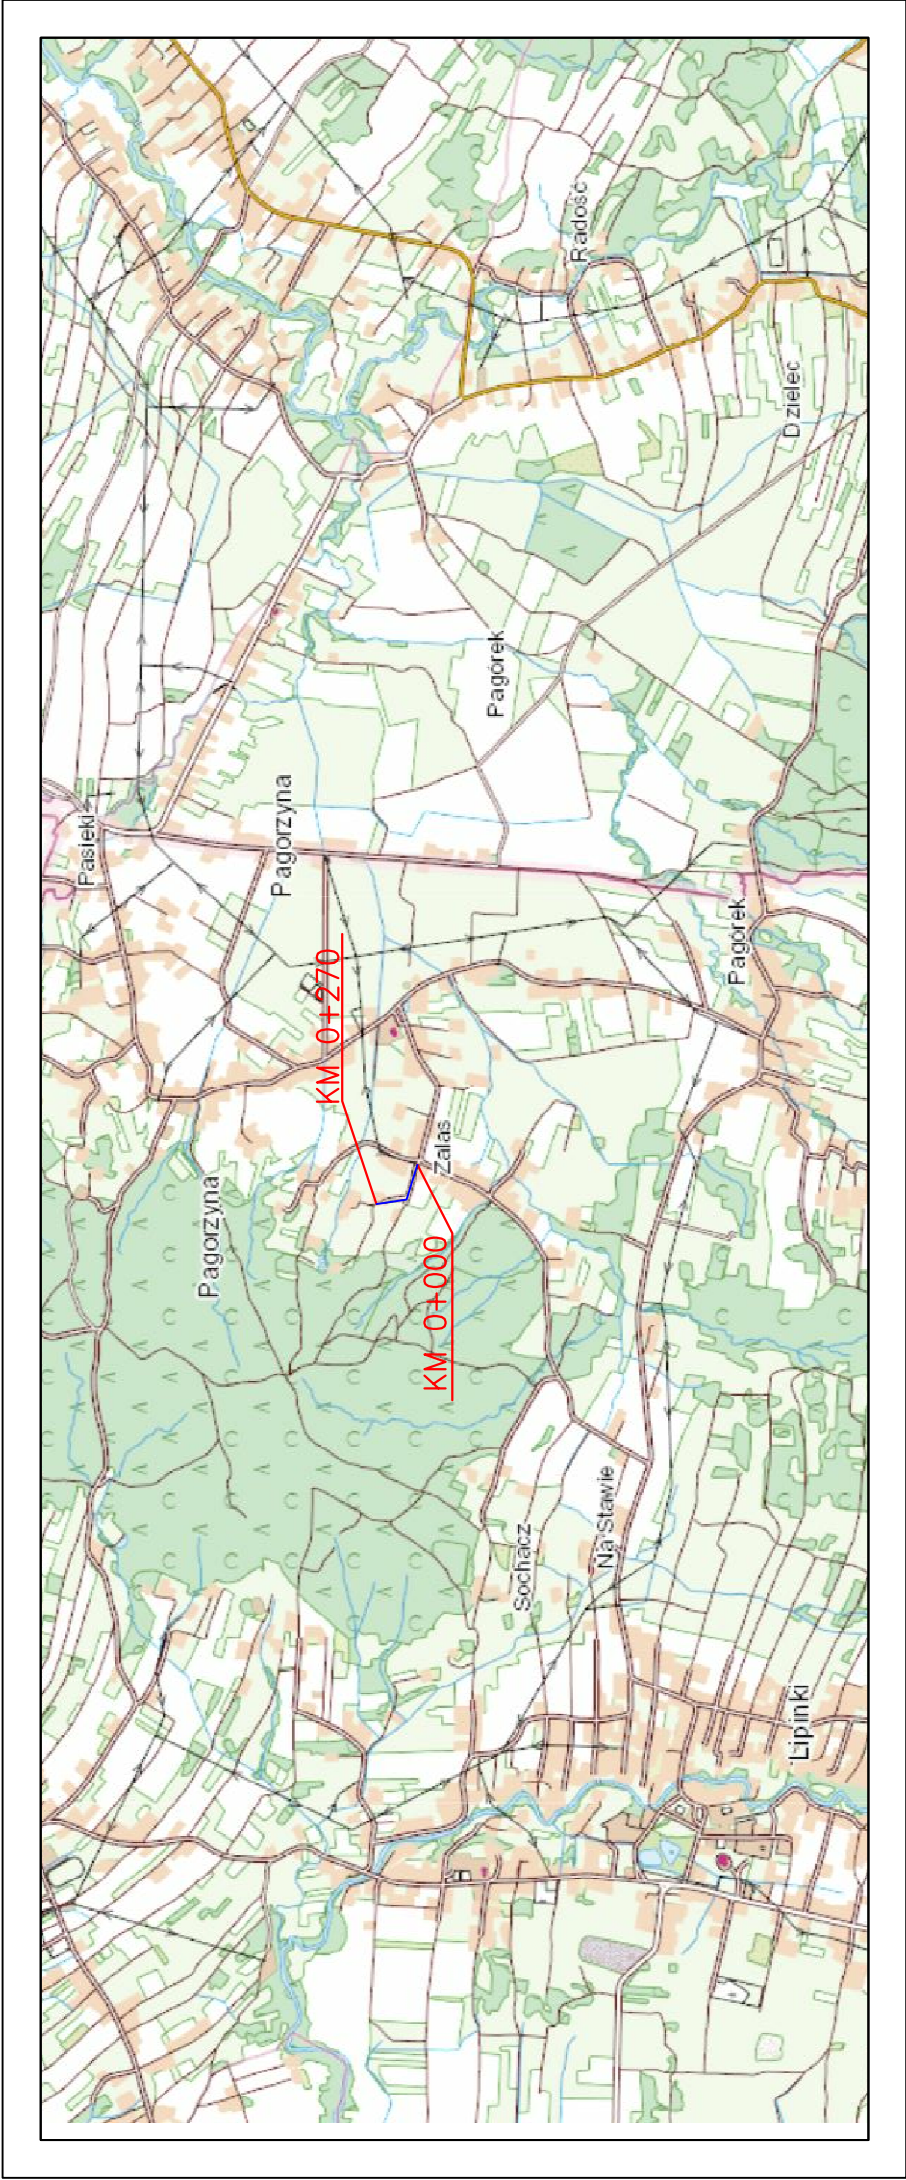 Pasieki
Pagorzyna
KM 0+270
Pagorzyna
KM 0+000
Zalas
Pagórek
Radość
Dzielec
Pagórek
Sochacz
Na Stawie
Lipinki